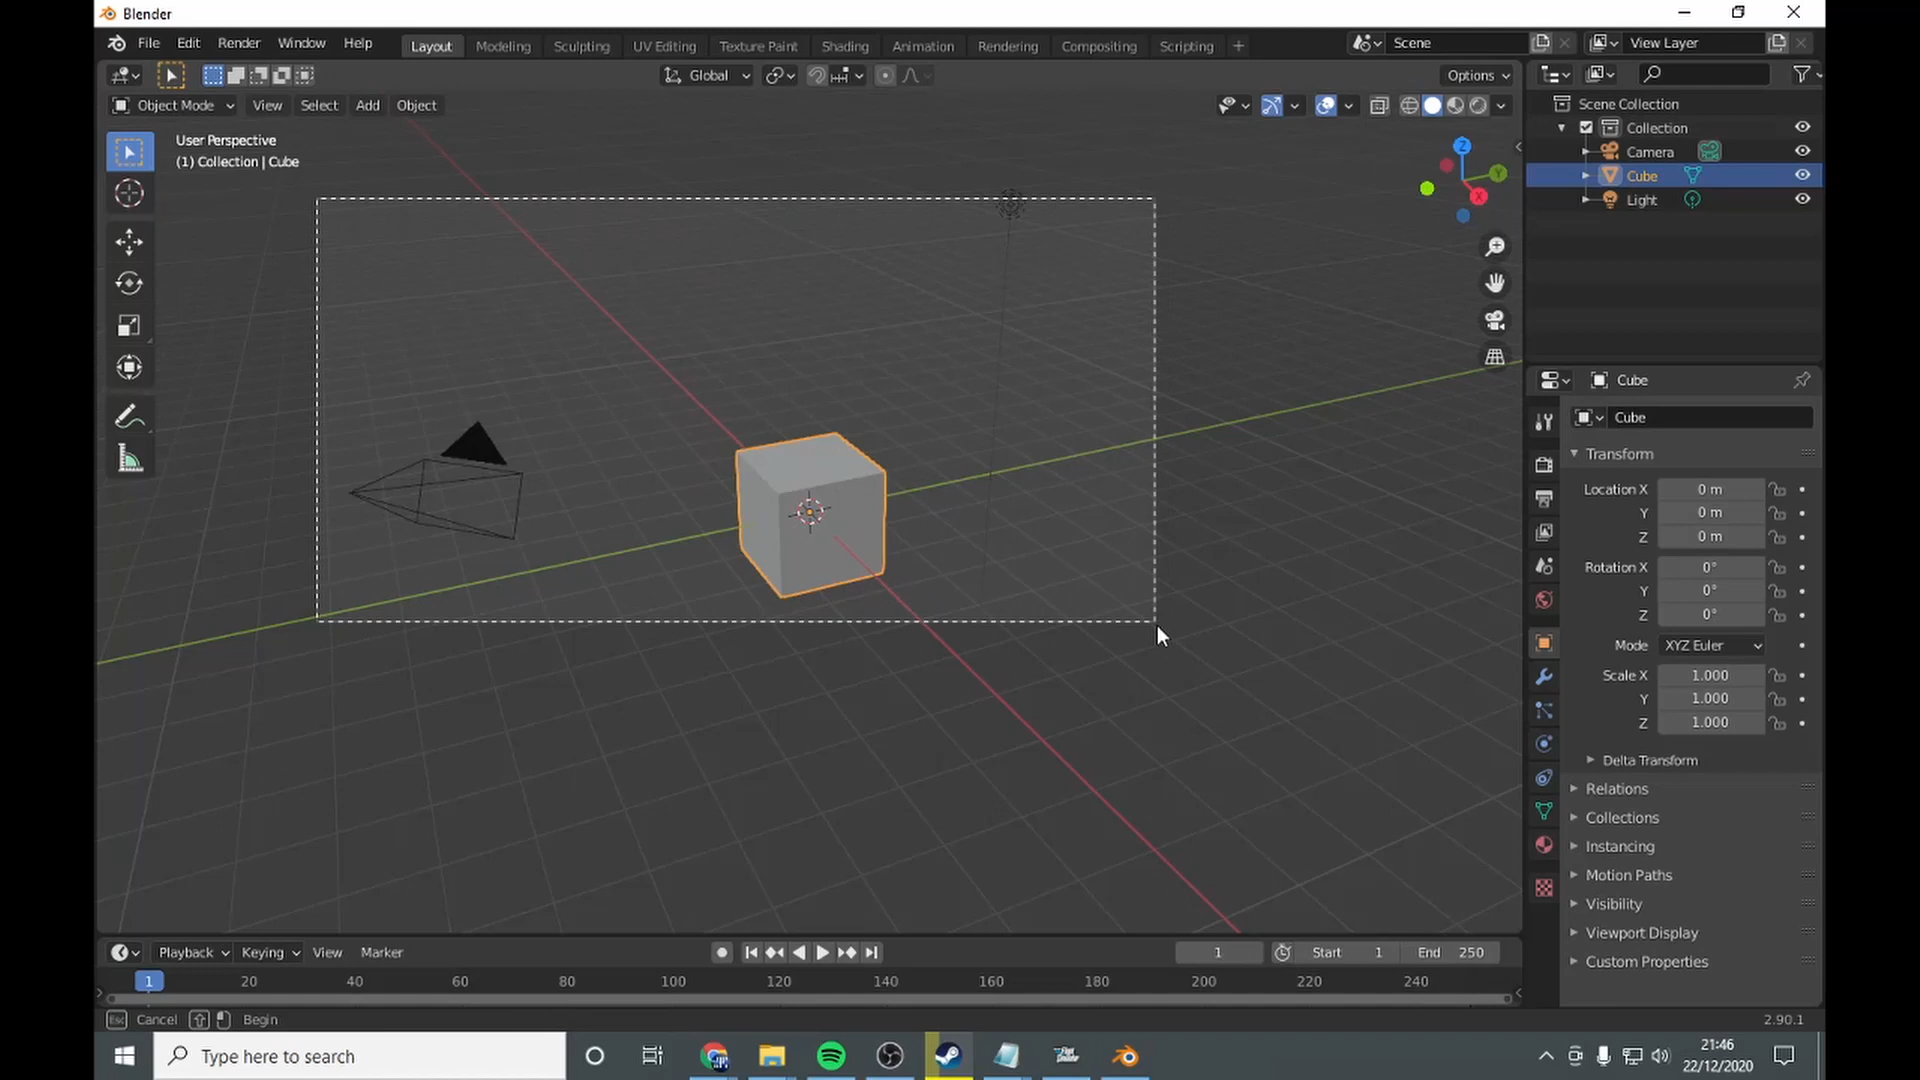 Blender
File Edit Render Window Help Layout Modeling Sculpting UV Editing Texture Paint Shading Animation Rendering Compositing Scripting + Scene View Layer
Global Options
Object Mode View Select Add Object
User Perspective
(1) Collection | Cube
Z
Y
X
Scene Collection
Collection
Camera
Cube
Light
Cube
Cube
Transform
Location X 0 m
Y 0 m
Z 0 m
Rotation X 0°
Y 0°
Z 0°
Mode XYZ Euler
Scale X 1.000
Y 1.000
Z 1.000
Delta Transform
Relations
Collections
Instancing
Motion Paths
Visibility
Viewport Display
Custom Properties
Playback Keying View Marker 1 Start 1 End 250
1 20 40 60 80 100 120 140 160 180 200 220 240
Esc Cancel Begin 2.90.1
Type here to search
21:46
22/12/2020